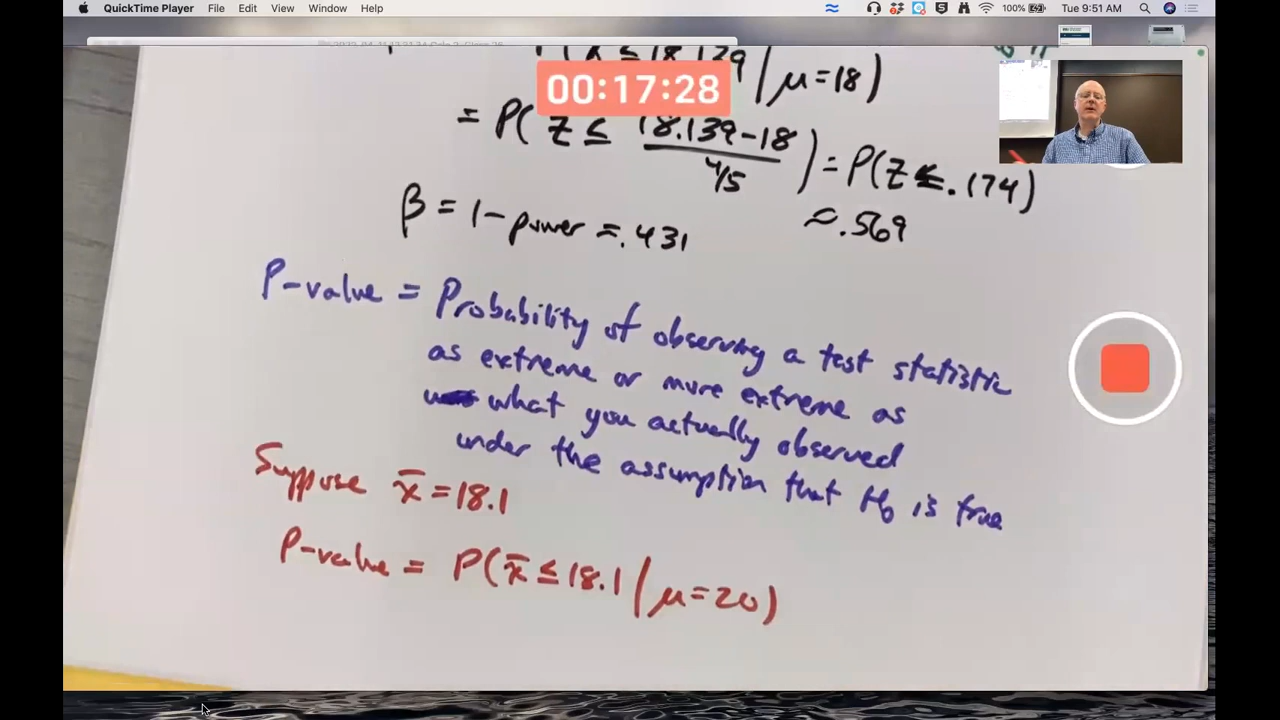 QuickTime Player File Edit View Window Help 100% Tue 9:51 AM
00:17:28
≤ 18.139 / μ=18)
= P( Z ≤ 18.139-18
4/5
) = P(Z ≤ .174)
≈ .569
β = 1 - power ≈ .431
P-value = Probability of observing a test statistic
as extreme or more extreme as
what you actually observed
under the assumption that H₀ is true
Suppose x̄ = 18.1
P-value = P(x̄ ≤ 18.1 / μ=20)